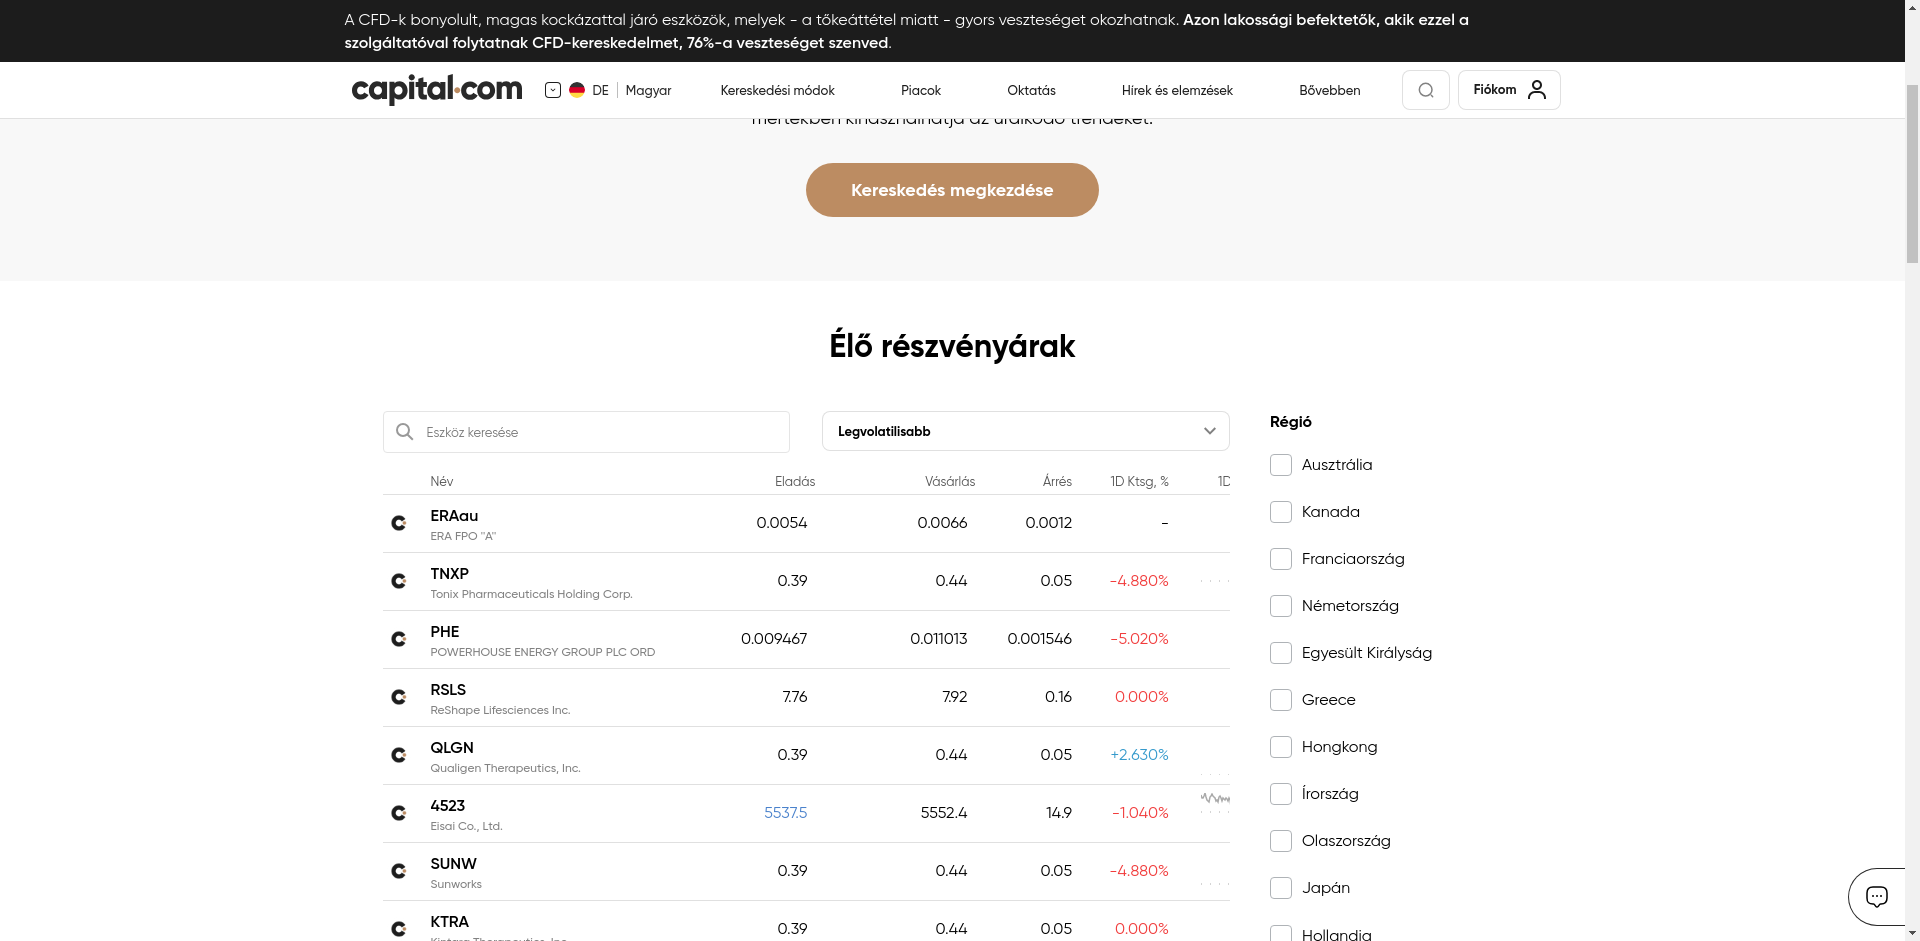 A CFD-k bonyolult, magas kockázattal járó eszközök, melyek - a tőkeáttétel miatt - gyors veszteséget okozhatnak. Azon lakossági befektetők, akik ezzel a
szolgáltatóval folytatnak CFD-kereskedelmet, 76%-a veszteséget szenved.
capital.com DE Magyar Kereskedési módok Piacok Oktatás Hírek és elemzések Bővebben Fiókom
mértékben kihasználhatja az uralkodó trendeket.
Kereskedés megkezdése
Élő részvényárak
Eszköz keresése
Legvolatilisabb
Név Eladás Vásárlás Árrés 1D Ktsg, % 1D
ERAau 0.0054 0.0066 0.0012 -
ERA FPO "A"
TNXP 0.39 0.44 0.05 -4.880%
Tonix Pharmaceuticals Holding Corp.
PHE 0.009467 0.011013 0.001546 -5.020%
POWERHOUSE ENERGY GROUP PLC ORD
RSLS 7.76 7.92 0.16 0.000%
ReShape Lifesciences Inc.
QLGN 0.39 0.44 0.05 +2.630%
Qualigen Therapeutics, Inc.
4523 5537.5 5552.4 14.9 -1.040%
Eisai Co., Ltd.
SUNW 0.39 0.44 0.05 -4.880%
Sunworks
KTRA 0.39 0.44 0.05 0.000%
Kintara Therapeutics, Inc.
Régió
Ausztrália
Kanada
Franciaország
Németország
Egyesült Királyság
Greece
Hongkong
Írország
Olaszország
Japán
Hollandia